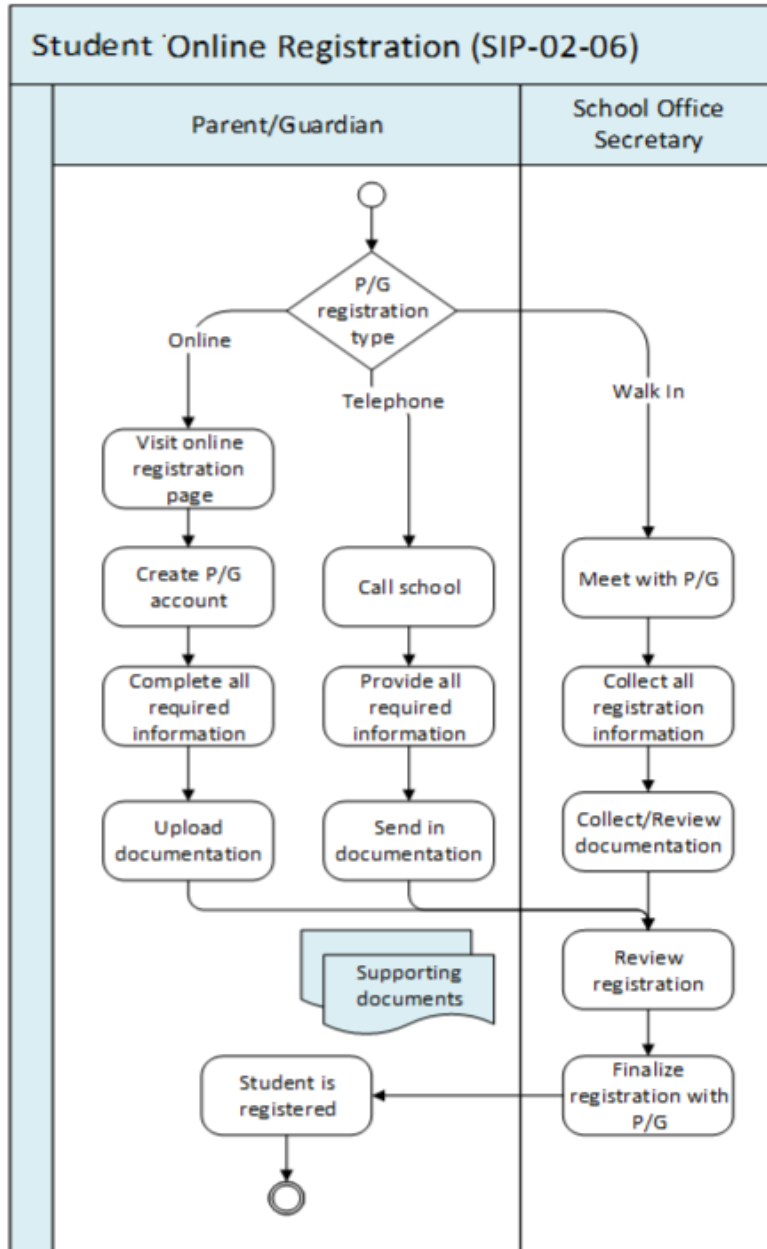 Student Online Registration (SIP-02-06)
Parent/Guardian
School Office
Secretary
P/G
registration
type
Online
Telephone
Walk In
Visit online
registration
page
Create P/G
account
Call school
Meet with P/G
Complete all
required
information
Provide all
required
information
Collect all
registration
information
Upload
documentation
Send in
documentation
Collect/Review
documentation
Supporting
documents
Review
registration
Student is
registered
Finalize
registration with
P/G